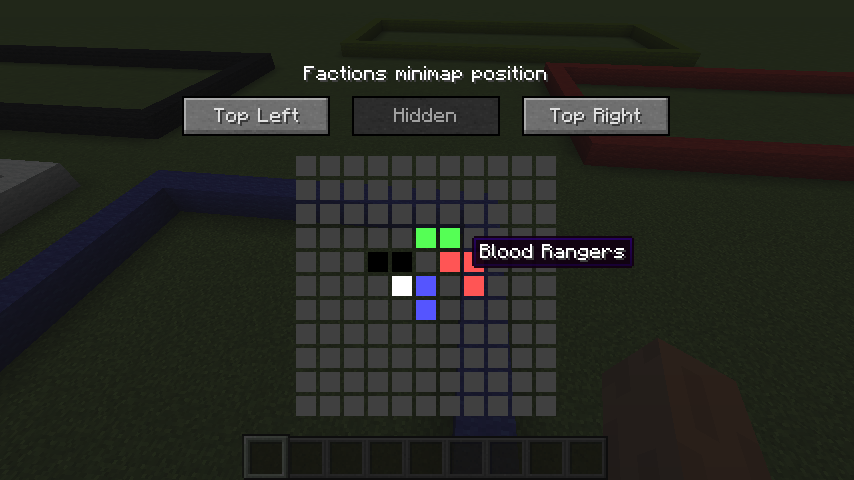 Factions minimap position
Top Left
Hidden
Top Right
Blood Rangers